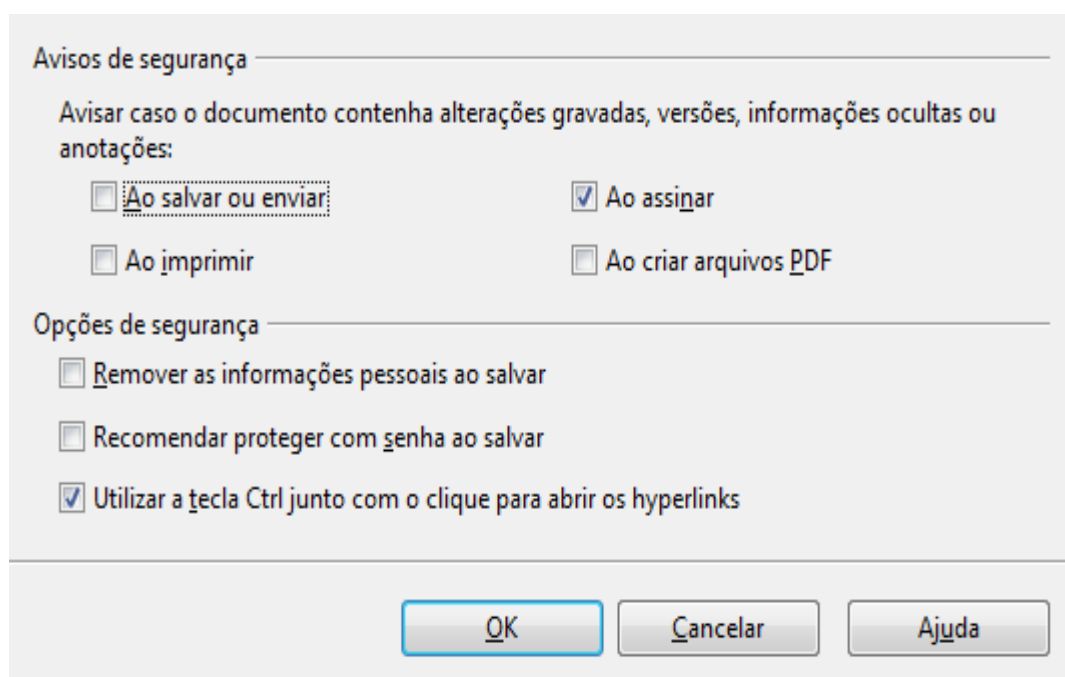 Avisos de segurança
Avisar caso o documento contenha alterações gravadas, versões, informações ocultas ou
anotações:
Ao salvar ou enviar
Ao assinar
Ao imprimir
Ao criar arquivos PDF
Opções de segurança
Remover as informações pessoais ao salvar
Recomendar proteger com senha ao salvar
Utilizar a tecla Ctrl junto com o clique para abrir os hyperlinks
OK
Cancelar
Ajuda